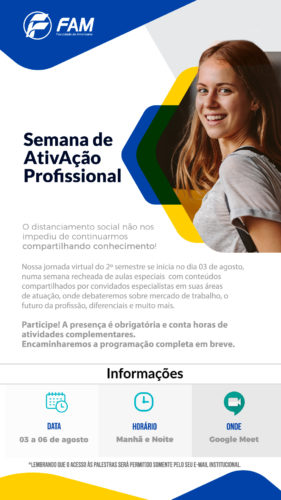 FAM
Faculdade de Americana
Semana de
AtivAção
Profissional
O distanciamento social não nos
impediu de continuarmos
compartilhando conhecimento!
Nossa jornada virtual do 2º semestre se inicia no dia 03 de agosto,
numa semana recheada de aulas especiais com conteúdos
compartilhados por convidados especialistas em suas áreas
de atuação, onde debateremos sobre mercado de trabalho, o
futuro da profissão, diferenciais e muito mais.
Participe! A presença é obrigatória e conta horas de
atividades complementares.
Encaminharemos a programação completa em breve.
Informações
DATA
03 a 06 de agosto
HORÁRIO
Manhã e Noite
ONDE
Google Meet
*LEMBRANDO QUE O ACESSO ÀS PALESTRAS SERÁ PERMITIDO SOMENTE PELO SEU E-MAIL INSTITUCIONAL.